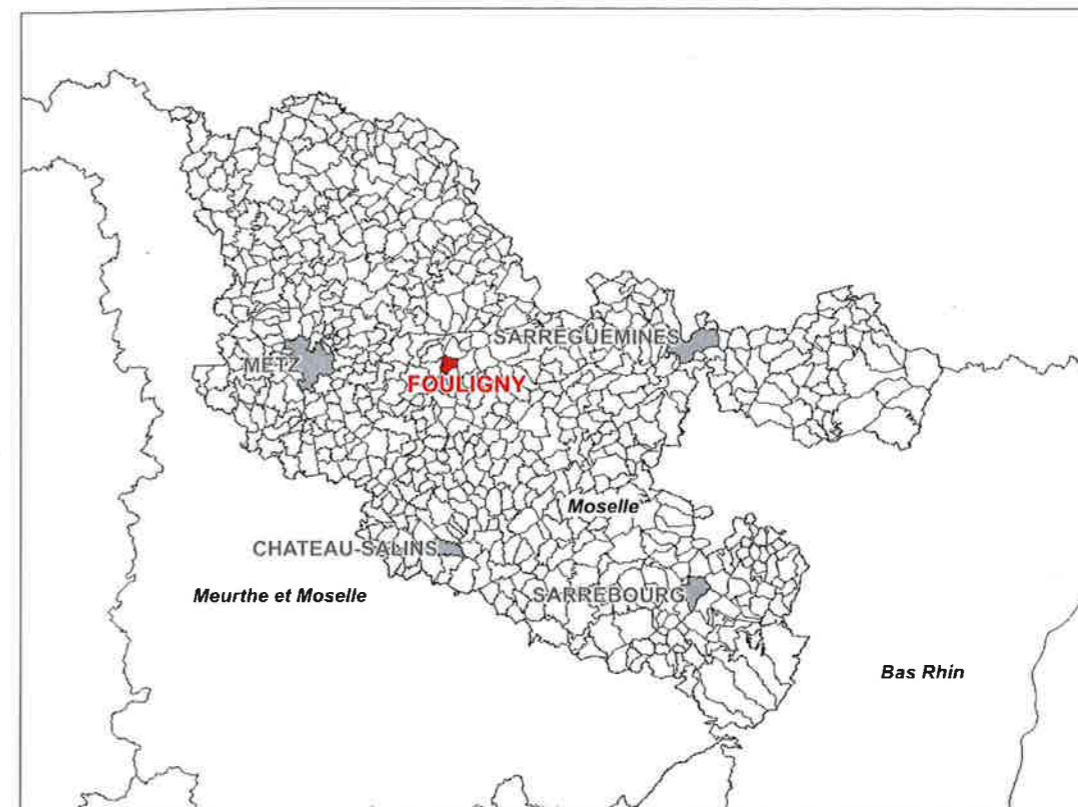 SARREGUEMINES
METZ
FOULIGNY
Moselle
CHATEAU-SALINS
SARREBOURG
Meurthe et Moselle
Bas Rhin